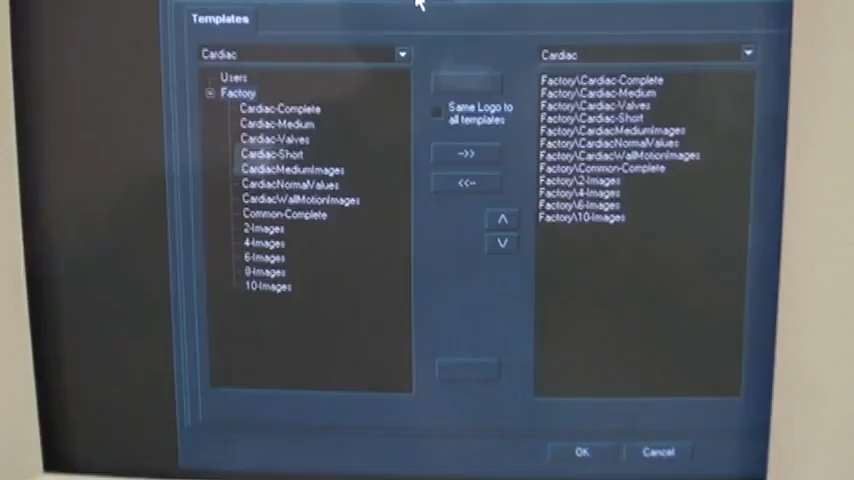 Templates
Cardiac
Users
Factory
Cardiac-Complete
Cardiac-Medium
Cardiac-Valves
Cardiac-Short
CardiacMediumImages
CardiacNormalValues
CardiacWallMotionImages
Common-Complete
2-Images
4-Images
6-Images
8-Images
10-Images
Same Logo to
all templates
->>
<<-
Cardiac
Factory\Cardiac-Complete
Factory\Cardiac-Medium
Factory\Cardiac-Valves
Factory\Cardiac-Short
Factory\CardiacMediumImages
Factory\CardiacNormalValues
Factory\CardiacWallMotionImages
Factory\Common-Complete
Factory\2-Images
Factory\4-Images
Factory\6-Images
Factory\10-Images
OK
Cancel